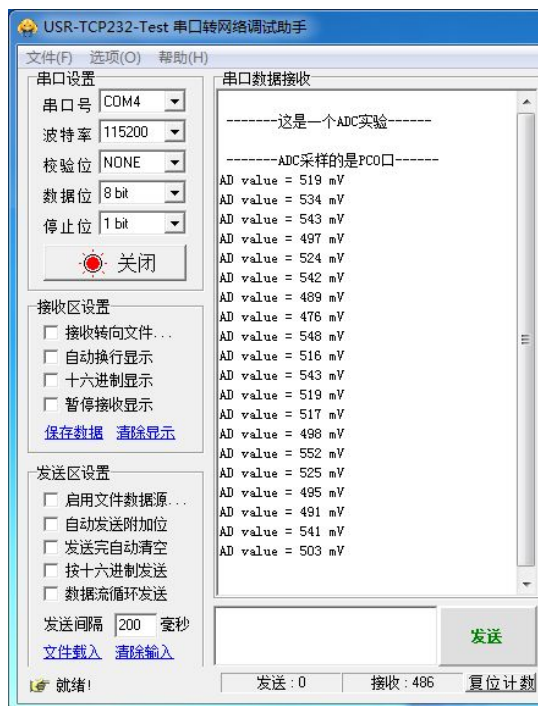 USR-TCP232-Test 串口转网络调试助手
文件(F) 选项(O) 帮助(H)
串口设置
串口号 COM4
波特率 115200
校验位 NONE
数据位 8 bit
停止位 1 bit
关闭
接收区设置
接收转向文件...
自动换行显示
十六进制显示
暂停接收显示
保存数据 清除显示
发送区设置
启用文件数据源...
自动发送附加位
发送完自动清空
按十六进制发送
数据流循环发送
发送间隔 200 毫秒
文件载入 清除输入
串口数据接收
-------这是一个ADC实验------
-------ADC采样的是PC0口------
AD value = 519 mV
AD value = 534 mV
AD value = 543 mV
AD value = 497 mV
AD value = 524 mV
AD value = 542 mV
AD value = 489 mV
AD value = 476 mV
AD value = 548 mV
AD value = 516 mV
AD value = 543 mV
AD value = 519 mV
AD value = 517 mV
AD value = 498 mV
AD value = 552 mV
AD value = 525 mV
AD value = 495 mV
AD value = 491 mV
AD value = 541 mV
AD value = 503 mV
发送
就绪! 发送 : 0 接收 : 486 复位计数